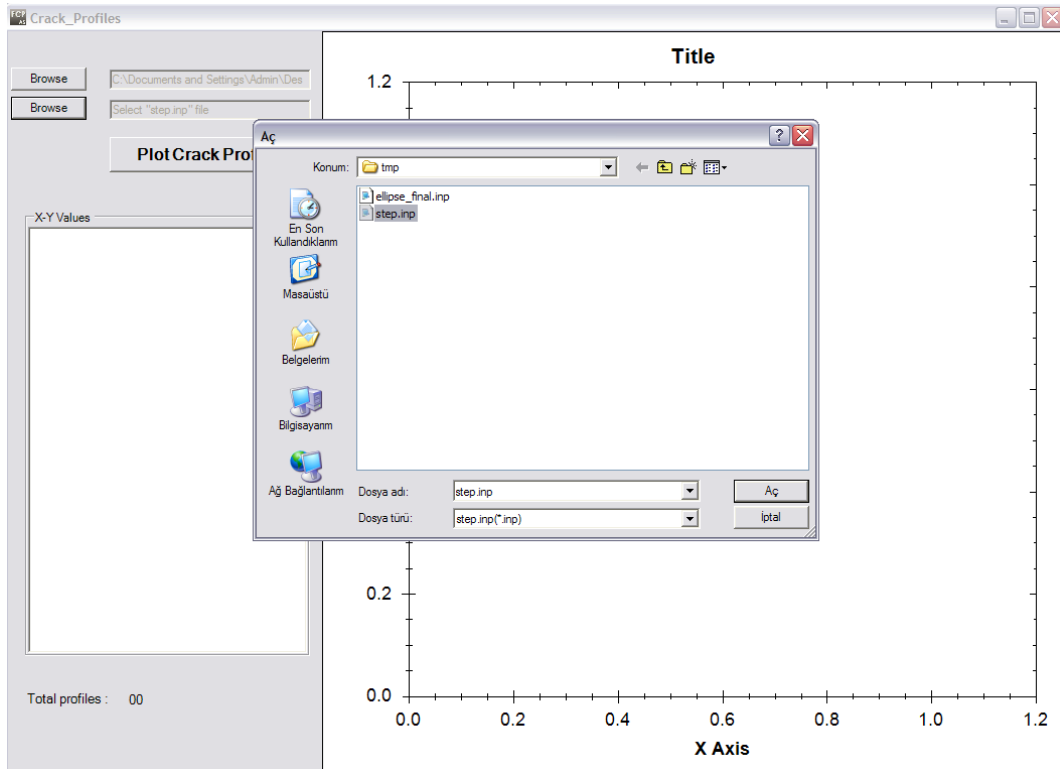 FCP
AS
Crack_Profiles
Browse
C:\Documents and Settings\Admin\Des
Browse
Select "step.inp" file
Plot Crack Prof
X-Y Values
Total profiles :
00
Title
1.2
0.2
0.0
0.0
0.2
0.4
0.6
0.8
1.0
1.2
X Axis
Aç
?
Konum:
tmp
En Son
Kullandıklarım
Masaüstü
Belgelerim
Bilgisayarım
Ağ Bağlantılarım
ellipse_final.inp
step.inp
Dosya adı:
step.inp
Aç
Dosya türü:
step.inp(*.inp)
İptal